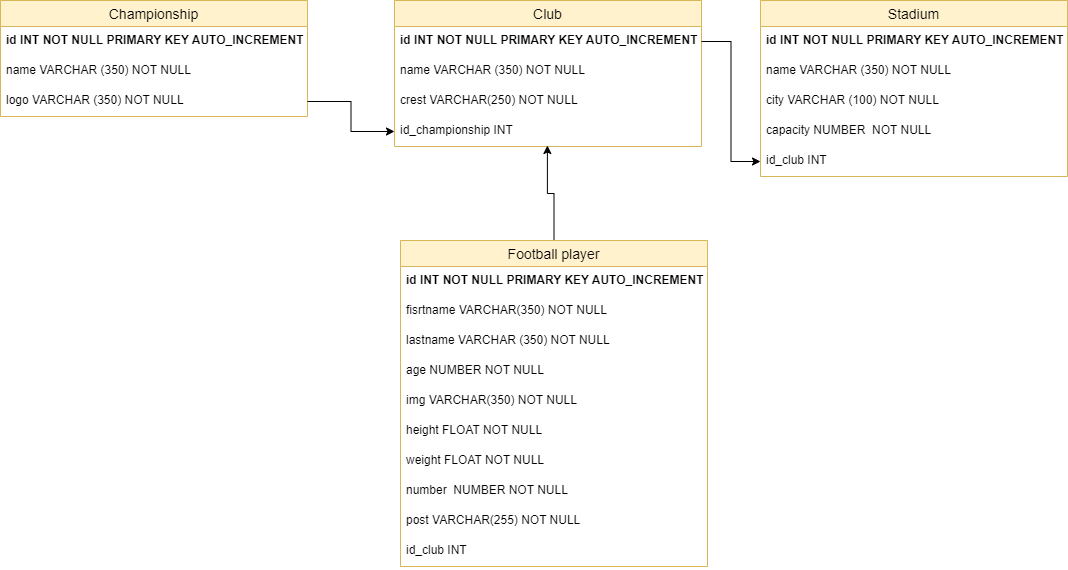 Championship
id INT NOT NULL PRIMARY KEY AUTO_INCREMENT
name VARCHAR (350) NOT NULL
logo VARCHAR (350) NOT NULL
Club
id INT NOT NULL PRIMARY KEY AUTO_INCREMENT
name VARCHAR (350) NOT NULL
crest VARCHAR(250) NOT NULL
id_championship INT
Stadium
id INT NOT NULL PRIMARY KEY AUTO_INCREMENT
name VARCHAR (350) NOT NULL
city VARCHAR (100) NOT NULL
capacity NUMBER  NOT NULL
id_club INT
Football player
id INT NOT NULL PRIMARY KEY AUTO_INCREMENT
fisrtname VARCHAR(350) NOT NULL
lastname VARCHAR (350) NOT NULL
age NUMBER NOT NULL
img VARCHAR(350) NOT NULL
height FLOAT NOT NULL
weight FLOAT NOT NULL
number  NUMBER NOT NULL
post VARCHAR(255) NOT NULL
id_club INT